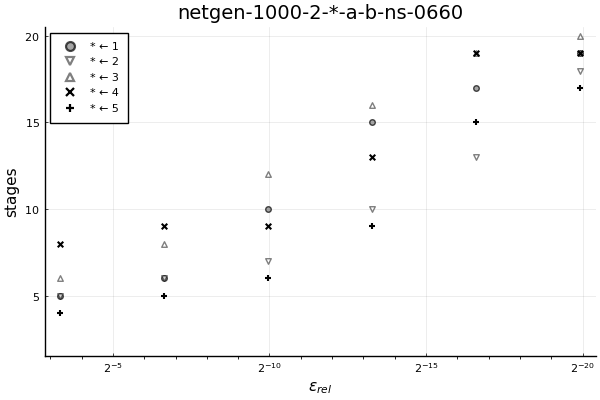 netgen-1000-2-*-a-b-ns-0660
* ← 1
* ← 2
* ← 3
* ← 4
* ← 5
stages
20
15
10
5
2⁻⁵
2⁻¹⁰
2⁻¹⁵
2⁻²⁰
ε_rel